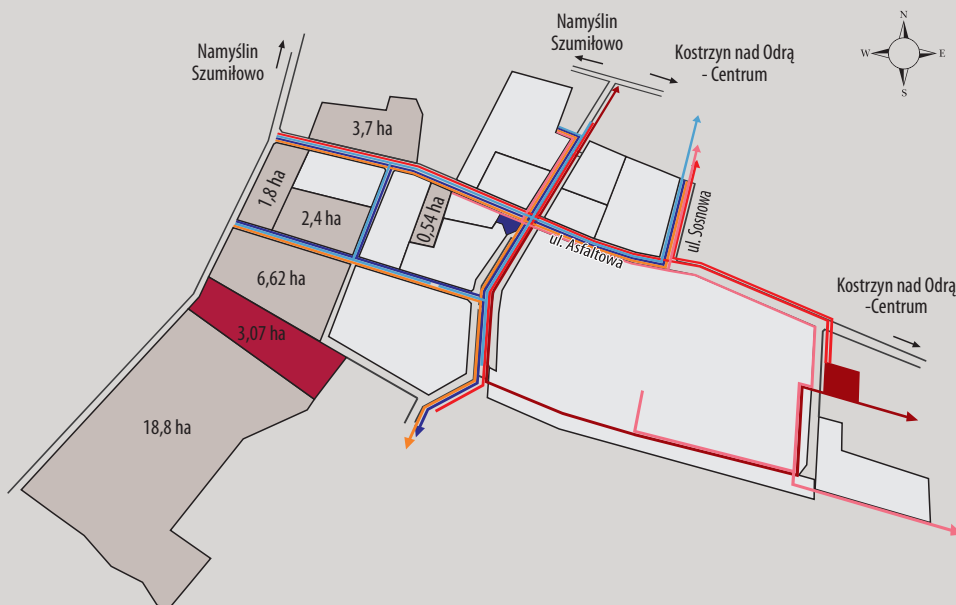 Namyślin
Szumiłowo
Namyślin
Szumiłowo
Kostrzyn nad Odrą
- Centrum
N
W
E
S
3,7 ha
1,8 ha
2,4 ha
0,54 ha
ul. Sosnowa
ul. Asfaltowa
6,62 ha
3,07 ha
Kostrzyn nad Odrą
-Centrum
18,8 ha